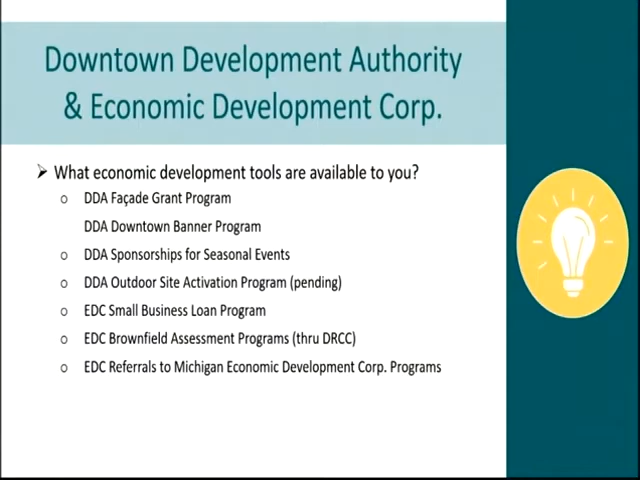 Downtown Development Authority
& Economic Development Corp.
➢ What economic development tools are available to you?
o DDA Façade Grant Program
DDA Downtown Banner Program
o DDA Sponsorships for Seasonal Events
o DDA Outdoor Site Activation Program (pending)
o EDC Small Business Loan Program
o EDC Brownfield Assessment Programs (thru DRCC)
o EDC Referrals to Michigan Economic Development Corp. Programs